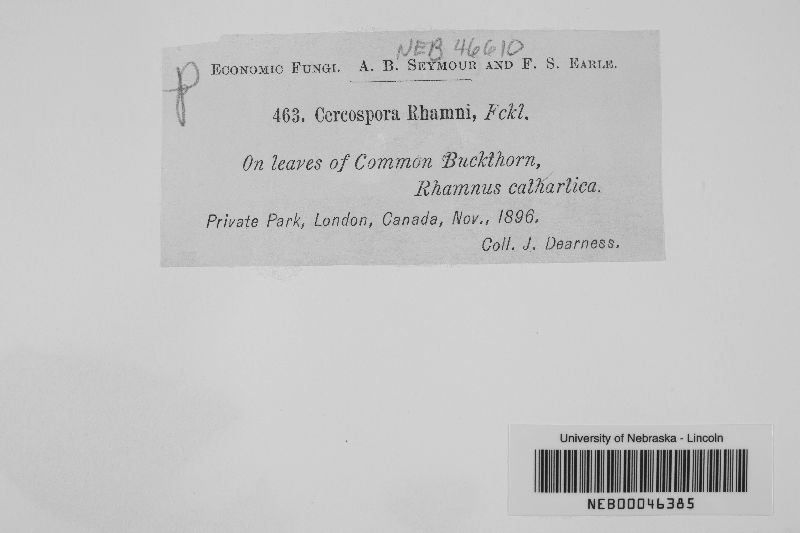 NEB 46610
p Economic Fungi. A. B. Seymour and F. S. Earle.
463. Cercospora Rhamni, Fckl.
On leaves of Common Buckthorn,
Rhamnus cathartica.
Private Park, London, Canada, Nov., 1896.
Coll. J. Dearness.
University of Nebraska - Lincoln
NEB00046385